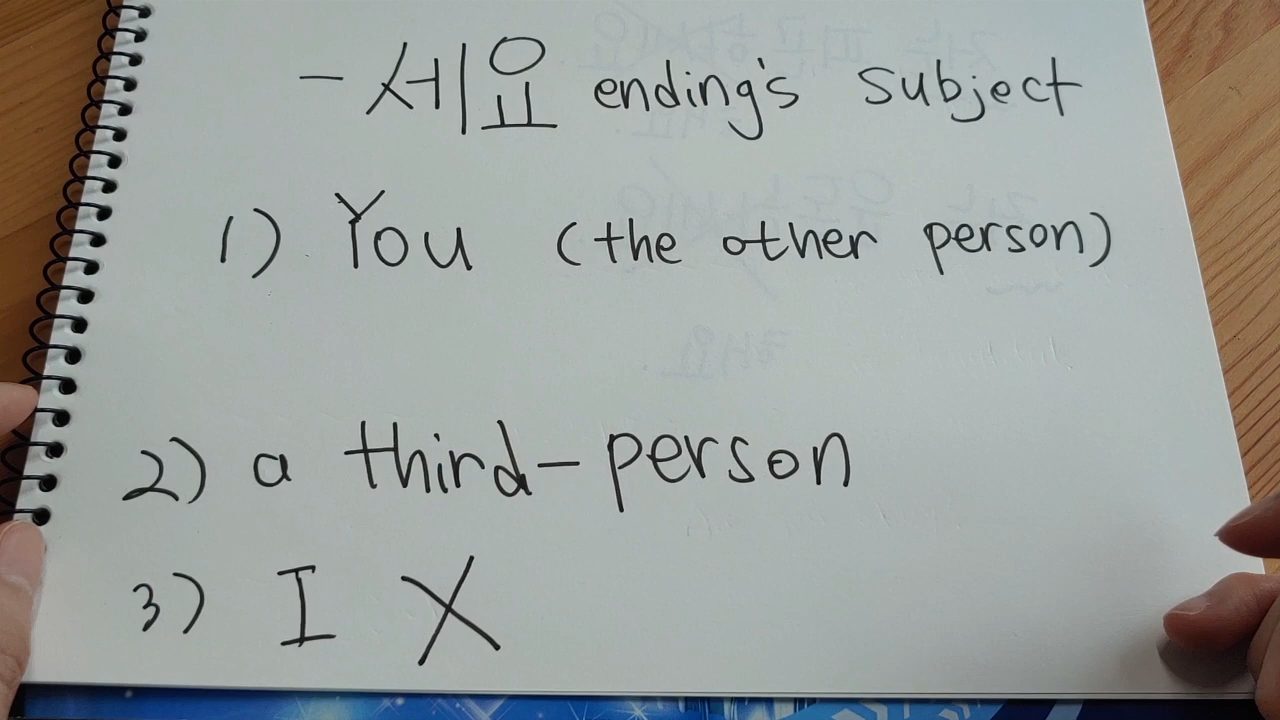 -세요 ending's subject
1) You (the other person)
2) a third-person
3) I X